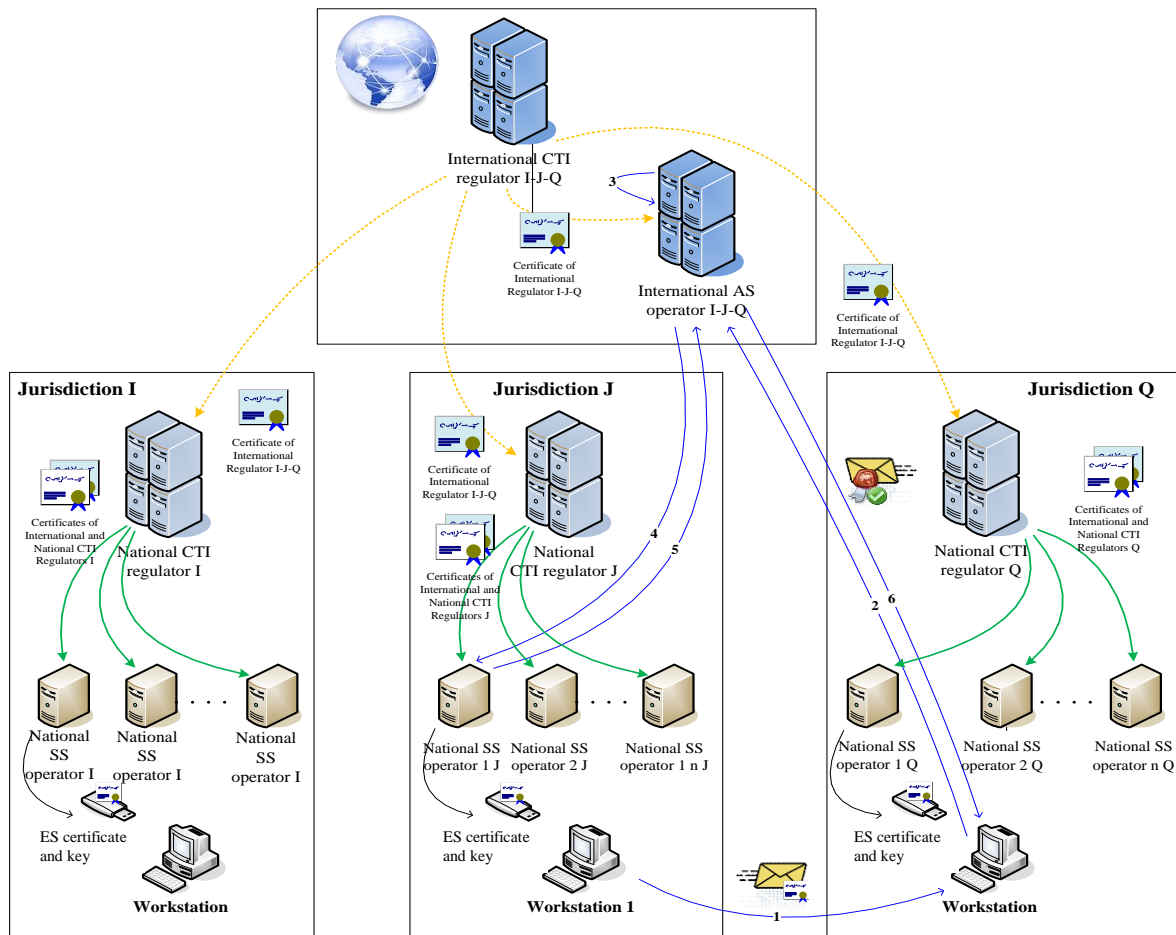 International CTI
regulator I-J-Q
3
Certificate of
International
Regulator I-J-Q
International AS
operator I-J-Q
Certificate of
International
Regulator I-J-Q
Jurisdiction I
Certificate of
International
Regulator I-J-Q
Certificates of
International and
National CTI
Regulators I
National CTI
regulator I
National
SS
operator I
National
SS
operator I
National
SS
operator I
ES certificate
and key
Workstation
Jurisdiction J
Certificate of
International
Regulator I-J-Q
Certificates of
International and
National CTI
Regulators J
National
CTI regulator J
4
5
National SS
operator 1 J
National SS
operator 2 J
National SS
operator 1 n J
ES certificate
and key
Workstation 1
1
Jurisdiction Q
Certificates of
International and
National CTI
Regulators Q
National CTI
regulator Q
2
6
National SS
operator 1 Q
National SS
operator 2 Q
National SS
operator n Q
ES certificate
and key
Workstation